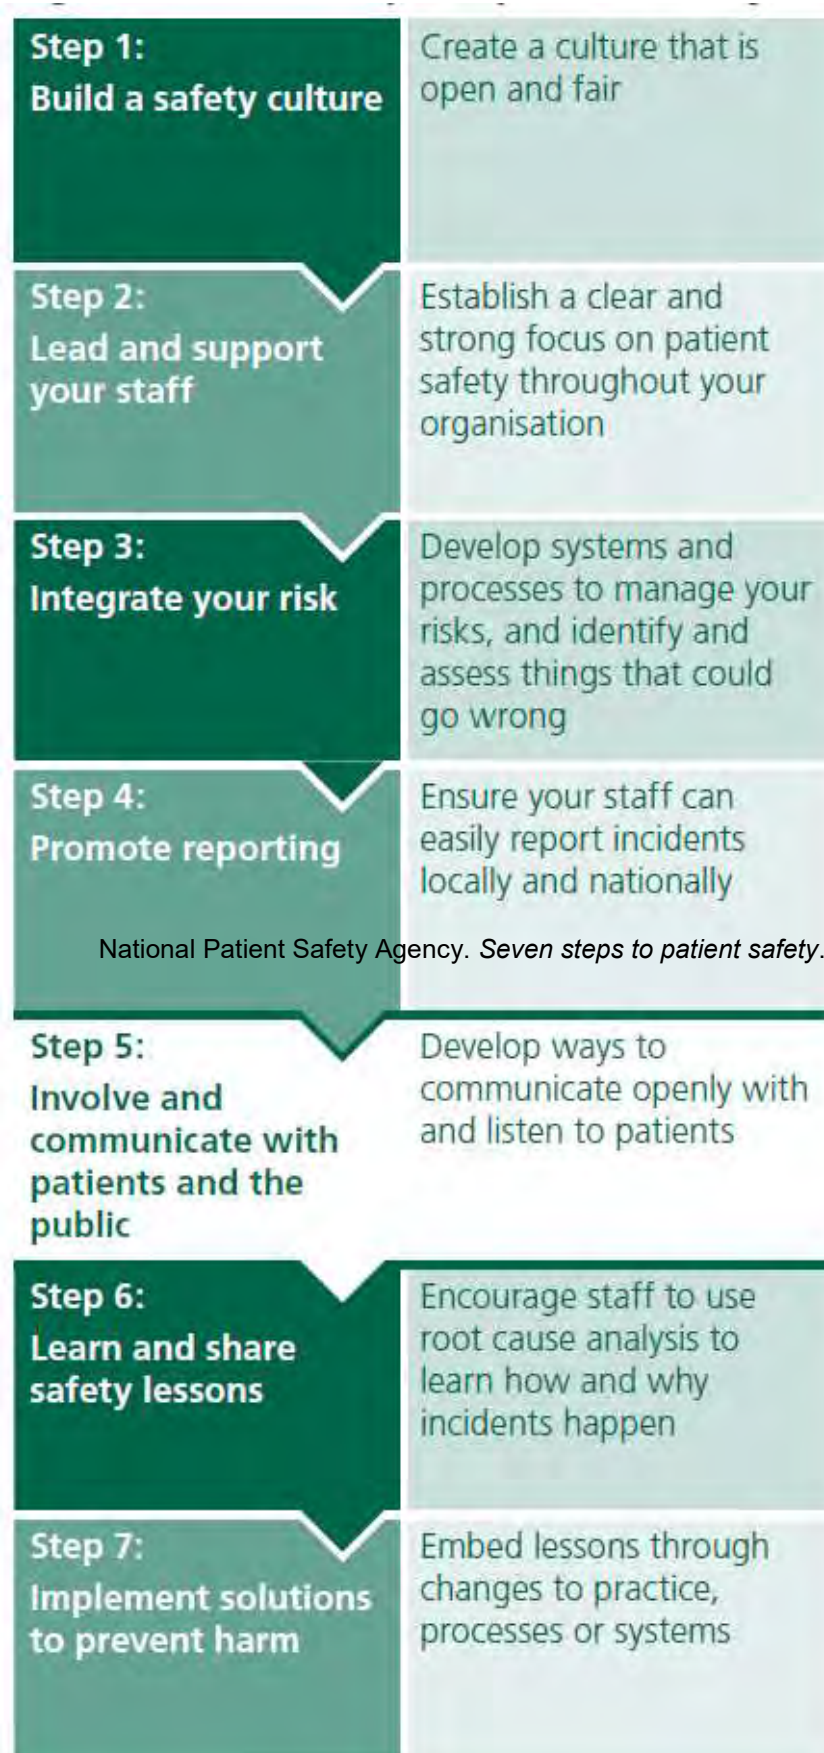 Step 1:
Build a safety culture
Create a culture that is
open and fair
Step 2:
Lead and support
your staff
Establish a clear and
strong focus on patient
safety throughout your
organisation
Step 3:
Integrate your risk
Develop systems and
processes to manage your
risks, and identify and
assess things that could
go wrong
Step 4:
Promote reporting
Ensure your staff can
easily report incidents
locally and nationally
National Patient Safety Agency. Seven steps to patient safety.
Step 5:
Involve and
communicate with
patients and the
public
Develop ways to
communicate openly with
and listen to patients
Step 6:
Learn and share
safety lessons
Encourage staff to use
root cause analysis to
learn how and why
incidents happen
Step 7:
Implement solutions
to prevent harm
Embed lessons through
changes to practice,
processes or systems